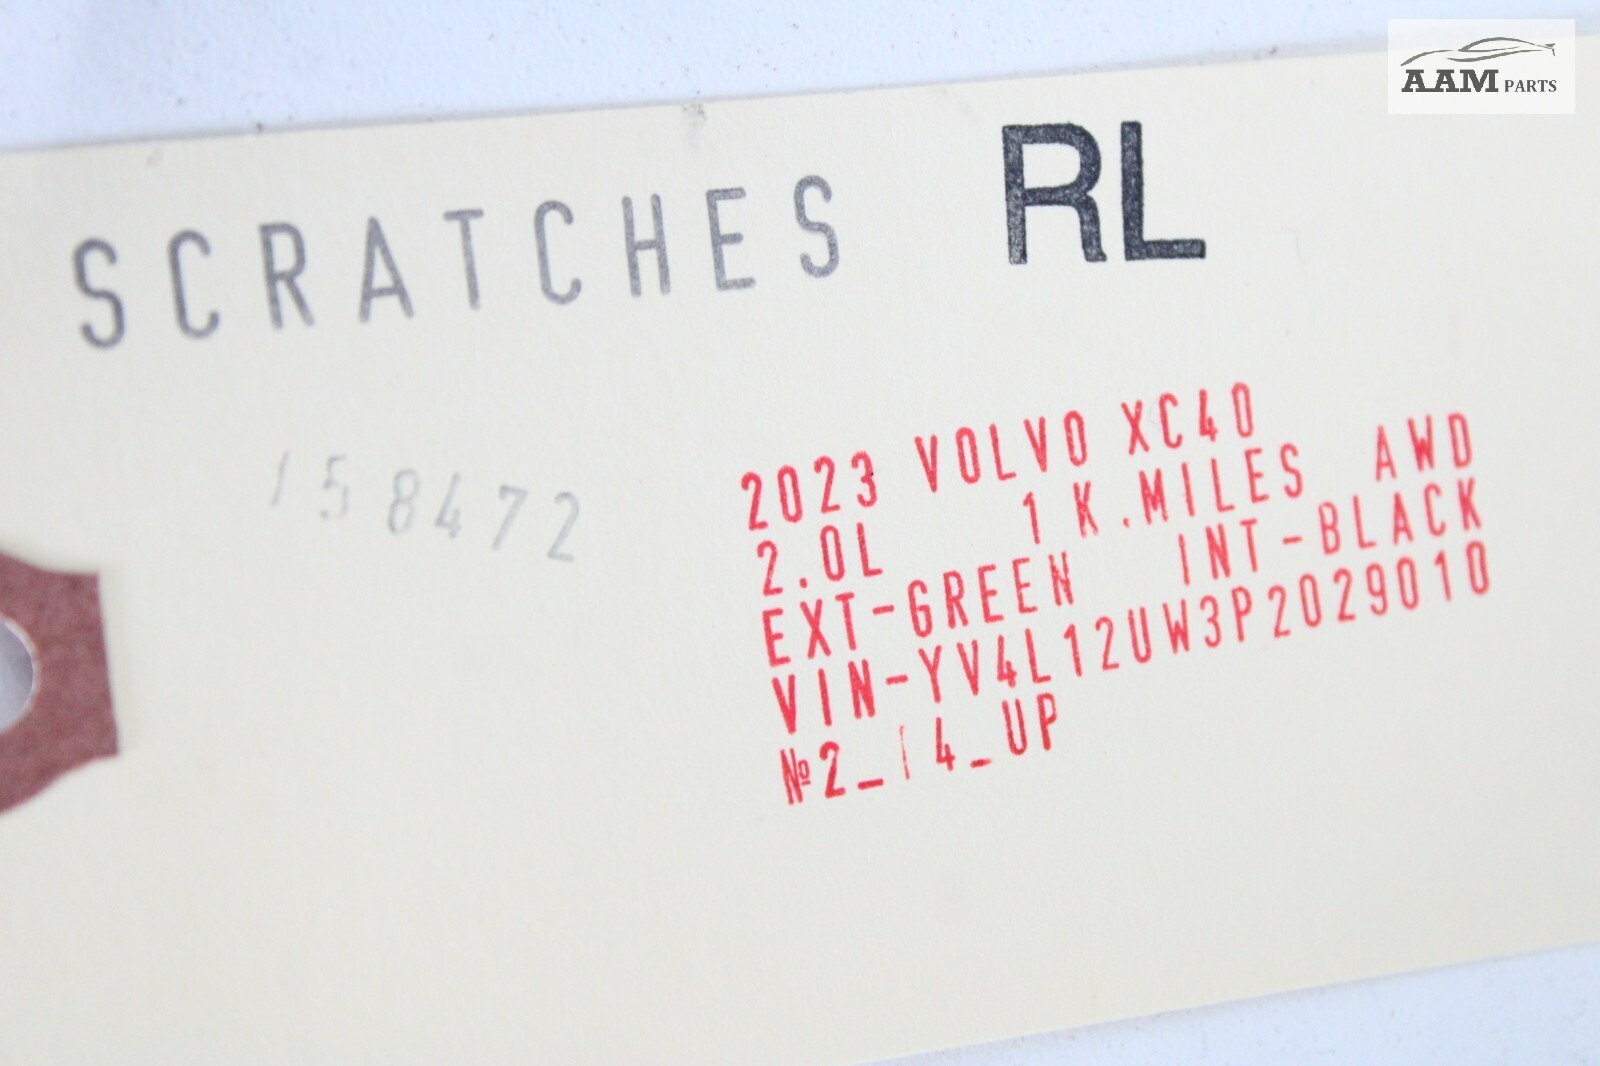 AAM PARTS
SCRATCHES RL
158472
2023 VOLVO XC40
2.0L 1 K.MILES AWD
EXT-GREEN INT-BLACK
VIN-YV4L12UW3P2029010
№2_14_UP